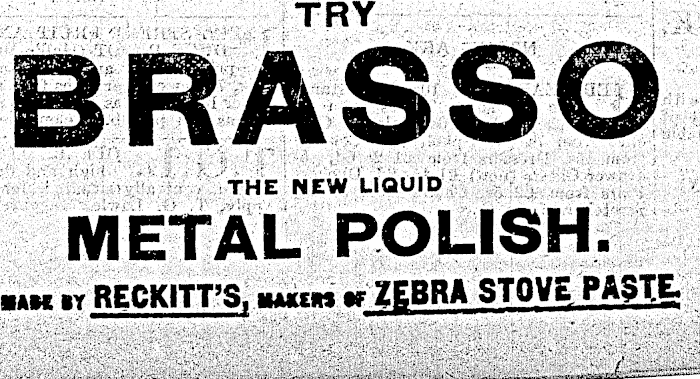 TRY
BRASSO
THE NEW LIQUID
METAL POLISH.
MADE BY RECKITT'S, MAKERS OF ZEBRA STOVE PASTE.